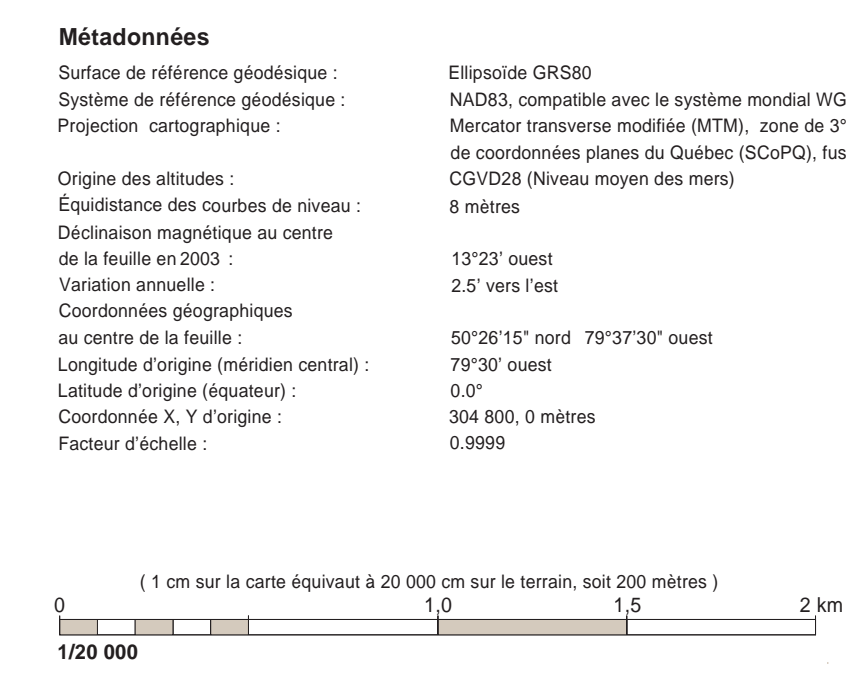 Métadonnées
Surface de référence géodésique : Ellipsoïde GRS80
Système de référence géodésique : NAD83, compatible avec le système mondial WG
Projection cartographique : Mercator transverse modifiée (MTM), zone de 3°
de coordonnées planes du Québec (SCoPQ), fus
Origine des altitudes : CGVD28 (Niveau moyen des mers)
Équidistance des courbes de niveau : 8 mètres
Déclinaison magnétique au centre
de la feuille en 2003 : 13°23’ ouest
Variation annuelle : 2.5’ vers l’est
Coordonnées géographiques
au centre de la feuille : 50°26’15" nord 79°37’30" ouest
Longitude d’origine (méridien central) : 79°30’ ouest
Latitude d’origine (équateur) : 0.0°
Coordonnée X, Y d’origine : 304 800, 0 mètres
Facteur d’échelle : 0.9999
( 1 cm sur la carte équivaut à 20 000 cm sur le terrain, soit 200 mètres )
0 1,0 1,5 2 km
1/20 000